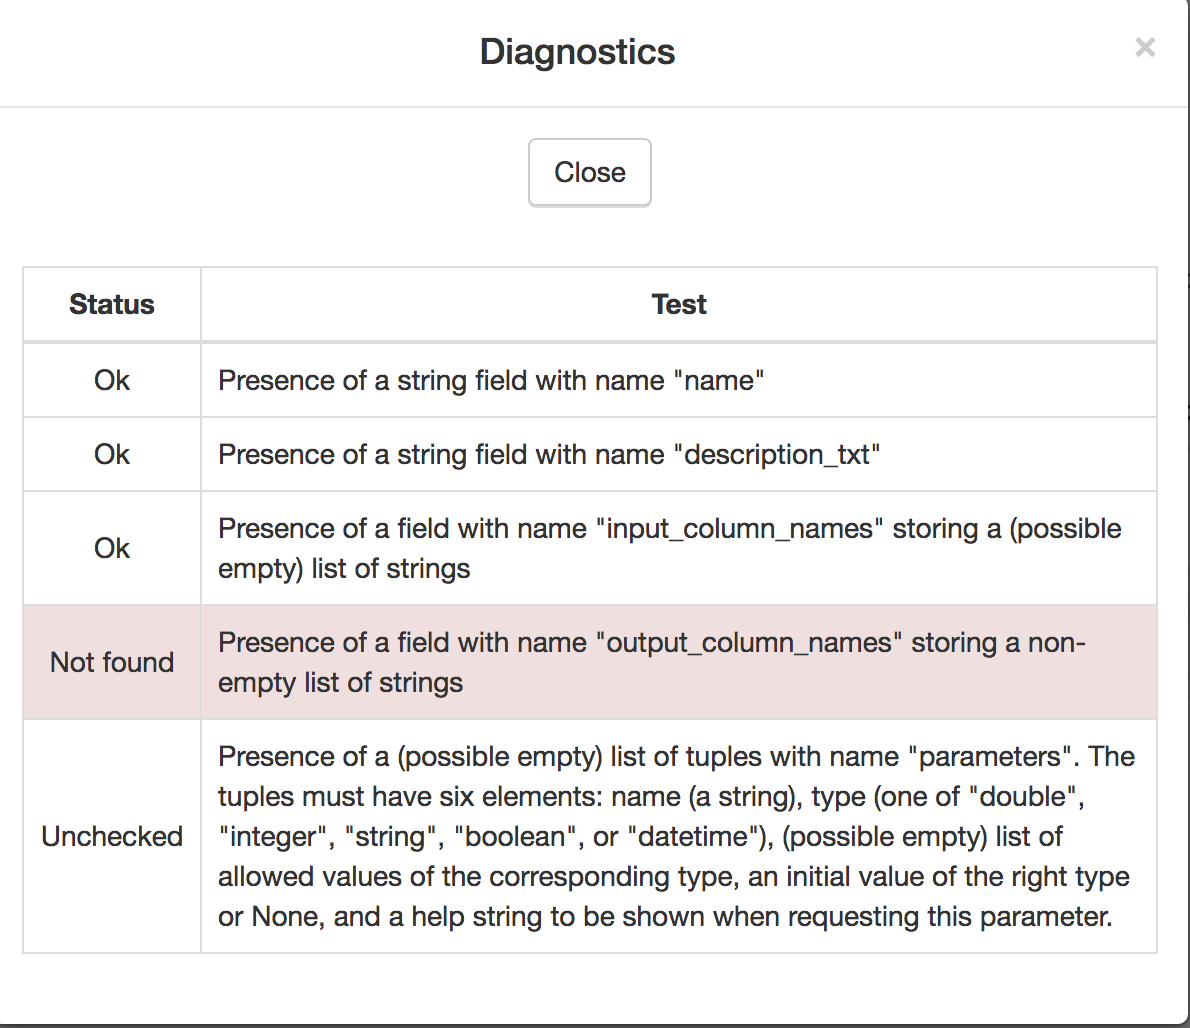 Diagnostics
×
Close
Status
Test
Ok
Presence of a string field with name "name"
Ok
Presence of a string field with name "description_txt"
Ok
Presence of a field with name "input_column_names" storing a (possible
empty) list of strings
Not found
Presence of a field with name "output_column_names" storing a non-
empty list of strings
Unchecked
Presence of a (possible empty) list of tuples with name "parameters". The
tuples must have six elements: name (a string), type (one of "double",
"integer", "string", "boolean", or "datetime"), (possible empty) list of
allowed values of the corresponding type, an initial value of the right type
or None, and a help string to be shown when requesting this parameter.